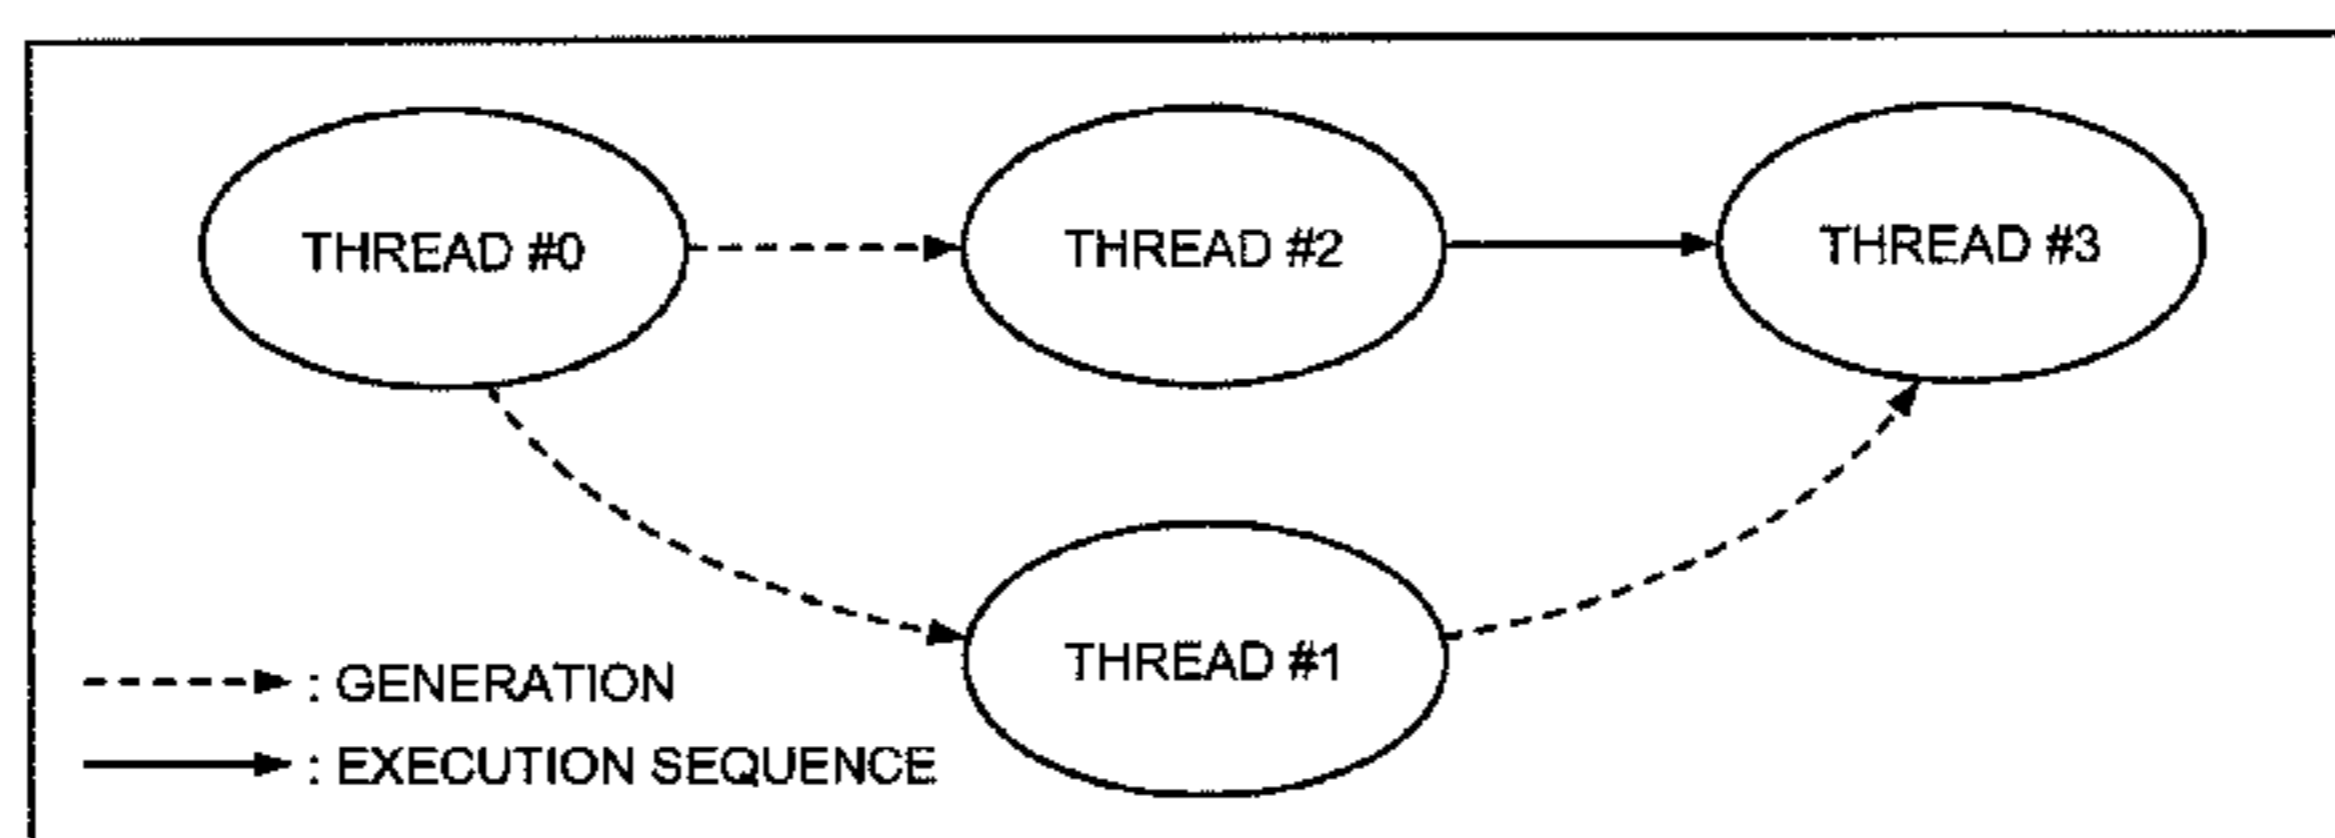 THREAD #0
THREAD #2
THREAD #3
THREAD #1
: GENERATION
: EXECUTION SEQUENCE